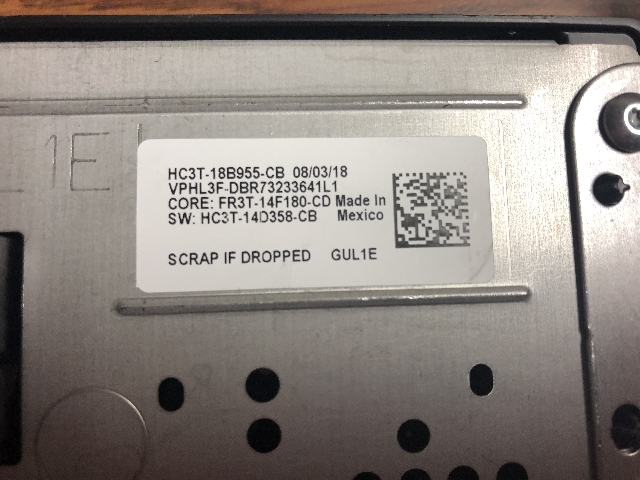 1E
HC3T-18B955-CB 08/03/18
VPHL3F-DBR73233641L1
CORE: FR3T-14F180-CD Made In
SW: HC3T-14D358-CB Mexico
SCRAP IF DROPPED GUL1E